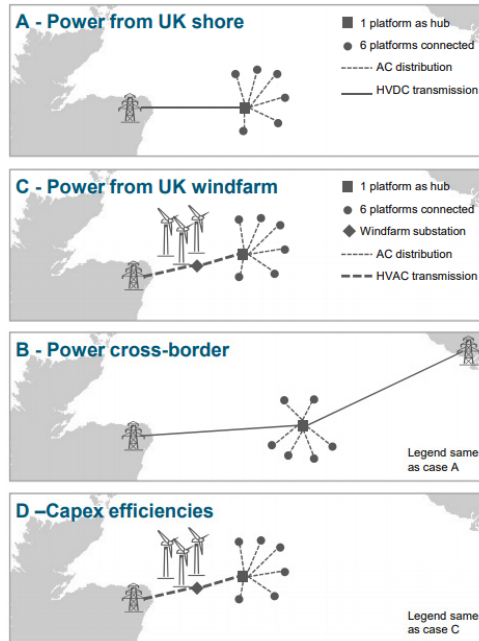 A - Power from UK shore
1 platform as hub
6 platforms connected
AC distribution
HVDC transmission
C - Power from UK windfarm
1 platform as hub
6 platforms connected
Windfarm substation
AC distribution
HVAC transmission
B - Power cross-border
Legend same
as case A
D –Capex efficiencies
Legend same
as case C